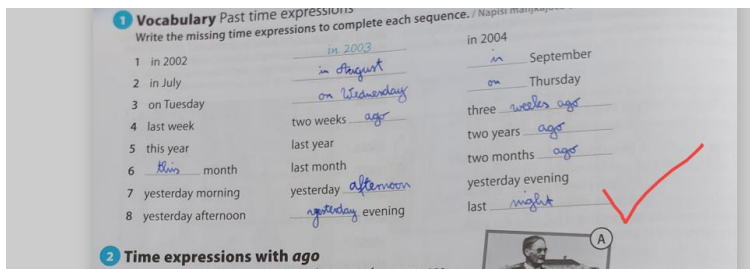 1 Vocabulary Past time expressions
Write the missing time expressions to complete each sequence. / Napiši
1 in 2002 in 2003 in 2004
2 in July in August in September
3 on Tuesday on Wednesday on Thursday
4 last week two weeks ago three weeks ago
5 this year last year two years ago
6 this month last month two months ago
7 yesterday morning yesterday afternoon yesterday evening
8 yesterday afternoon yesterday evening last night
A
2 Time expressions with ago